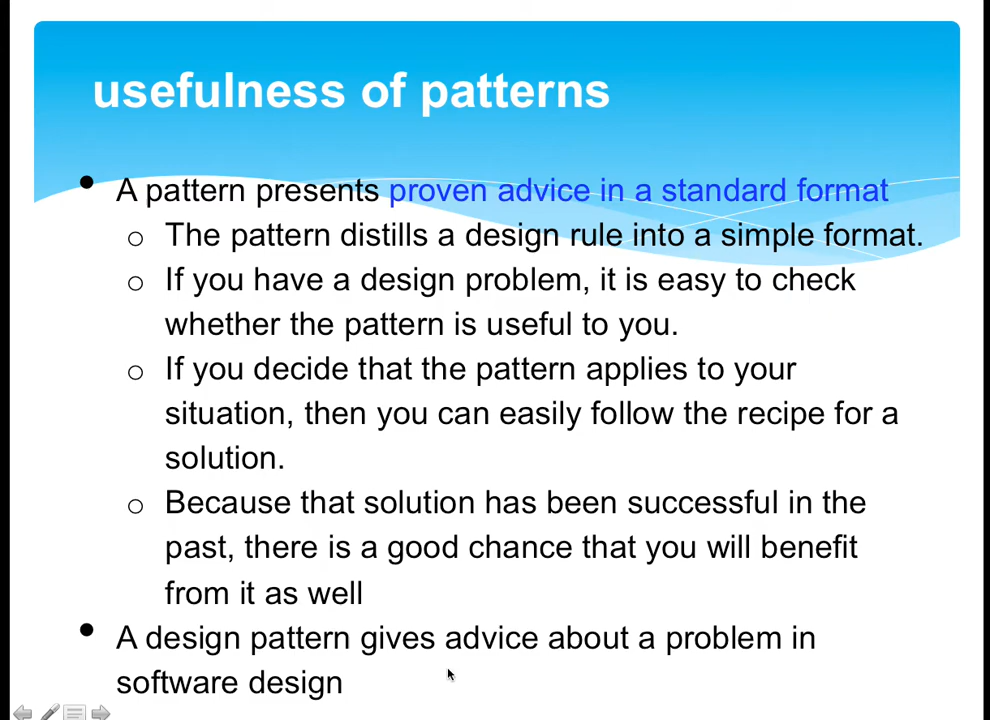 usefulness of patterns
• A pattern presents proven advice in a standard format
o The pattern distills a design rule into a simple format.
o If you have a design problem, it is easy to check
whether the pattern is useful to you.
o If you decide that the pattern applies to your
situation, then you can easily follow the recipe for a
solution.
o Because that solution has been successful in the
past, there is a good chance that you will benefit
from it as well
• A design pattern gives advice about a problem in
software design